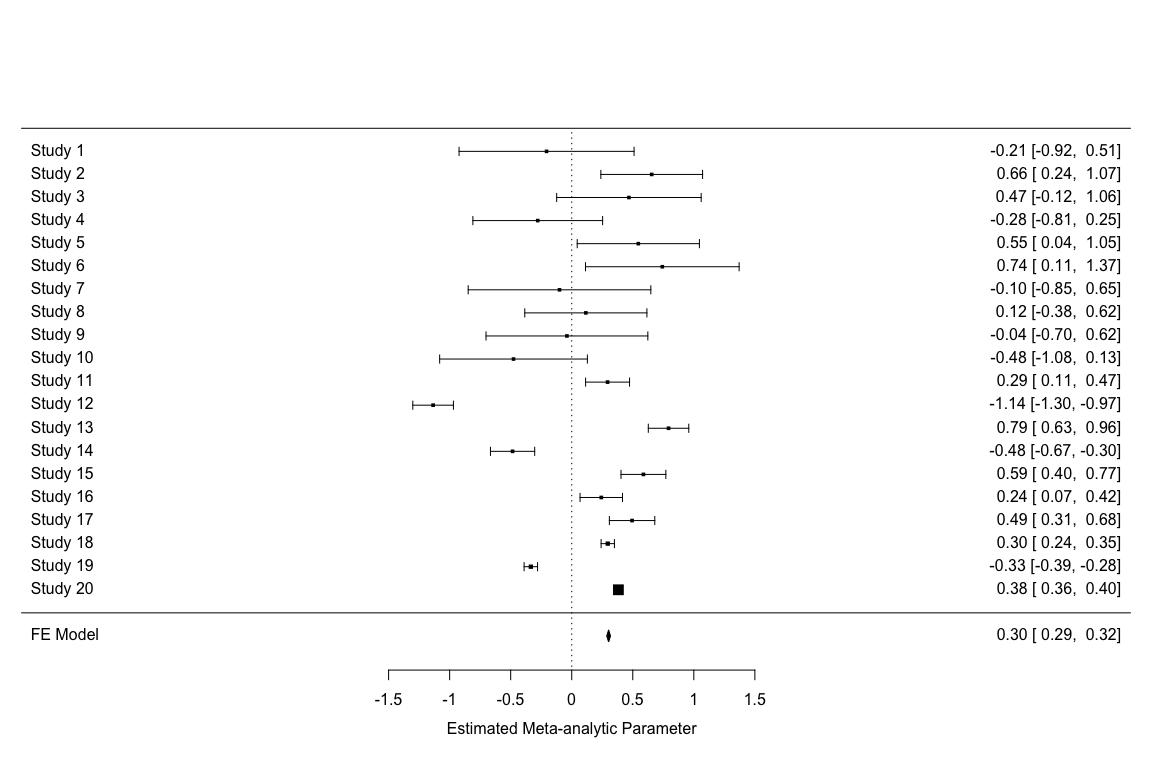 Study 1 -0.21 [-0.92, 0.51]
Study 2 0.66 [ 0.24, 1.07]
Study 3 0.47 [-0.12, 1.06]
Study 4 -0.28 [-0.81, 0.25]
Study 5 0.55 [ 0.04, 1.05]
Study 6 0.74 [ 0.11, 1.37]
Study 7 -0.10 [-0.85, 0.65]
Study 8 0.12 [-0.38, 0.62]
Study 9 -0.04 [-0.70, 0.62]
Study 10 -0.48 [-1.08, 0.13]
Study 11 0.29 [ 0.11, 0.47]
Study 12 -1.14 [-1.30, -0.97]
Study 13 0.79 [ 0.63, 0.96]
Study 14 -0.48 [-0.67, -0.30]
Study 15 0.59 [ 0.40, 0.77]
Study 16 0.24 [ 0.07, 0.42]
Study 17 0.49 [ 0.31, 0.68]
Study 18 0.30 [ 0.24, 0.35]
Study 19 -0.33 [-0.39, -0.28]
Study 20 0.38 [ 0.36, 0.40]
FE Model 0.30 [ 0.29, 0.32]
-1.5 -1 -0.5 0 0.5 1 1.5
Estimated Meta-analytic Parameter